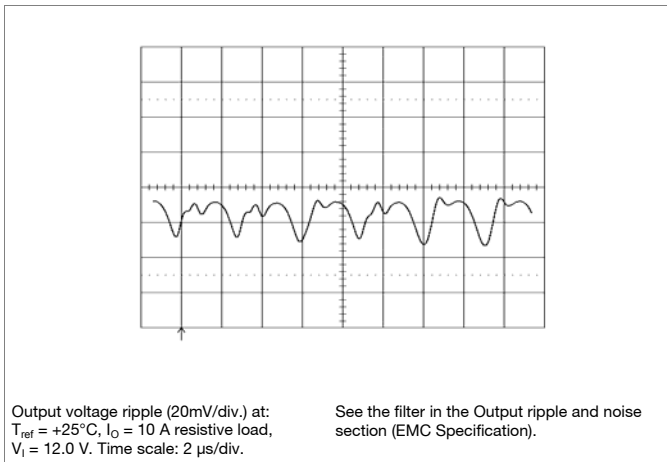 Output voltage ripple (20mV/div.) at:
Tref = +25°C, IO = 10 A resistive load,
VI = 12.0 V. Time scale: 2 µs/div.
See the filter in the Output ripple and noise
section (EMC Specification).